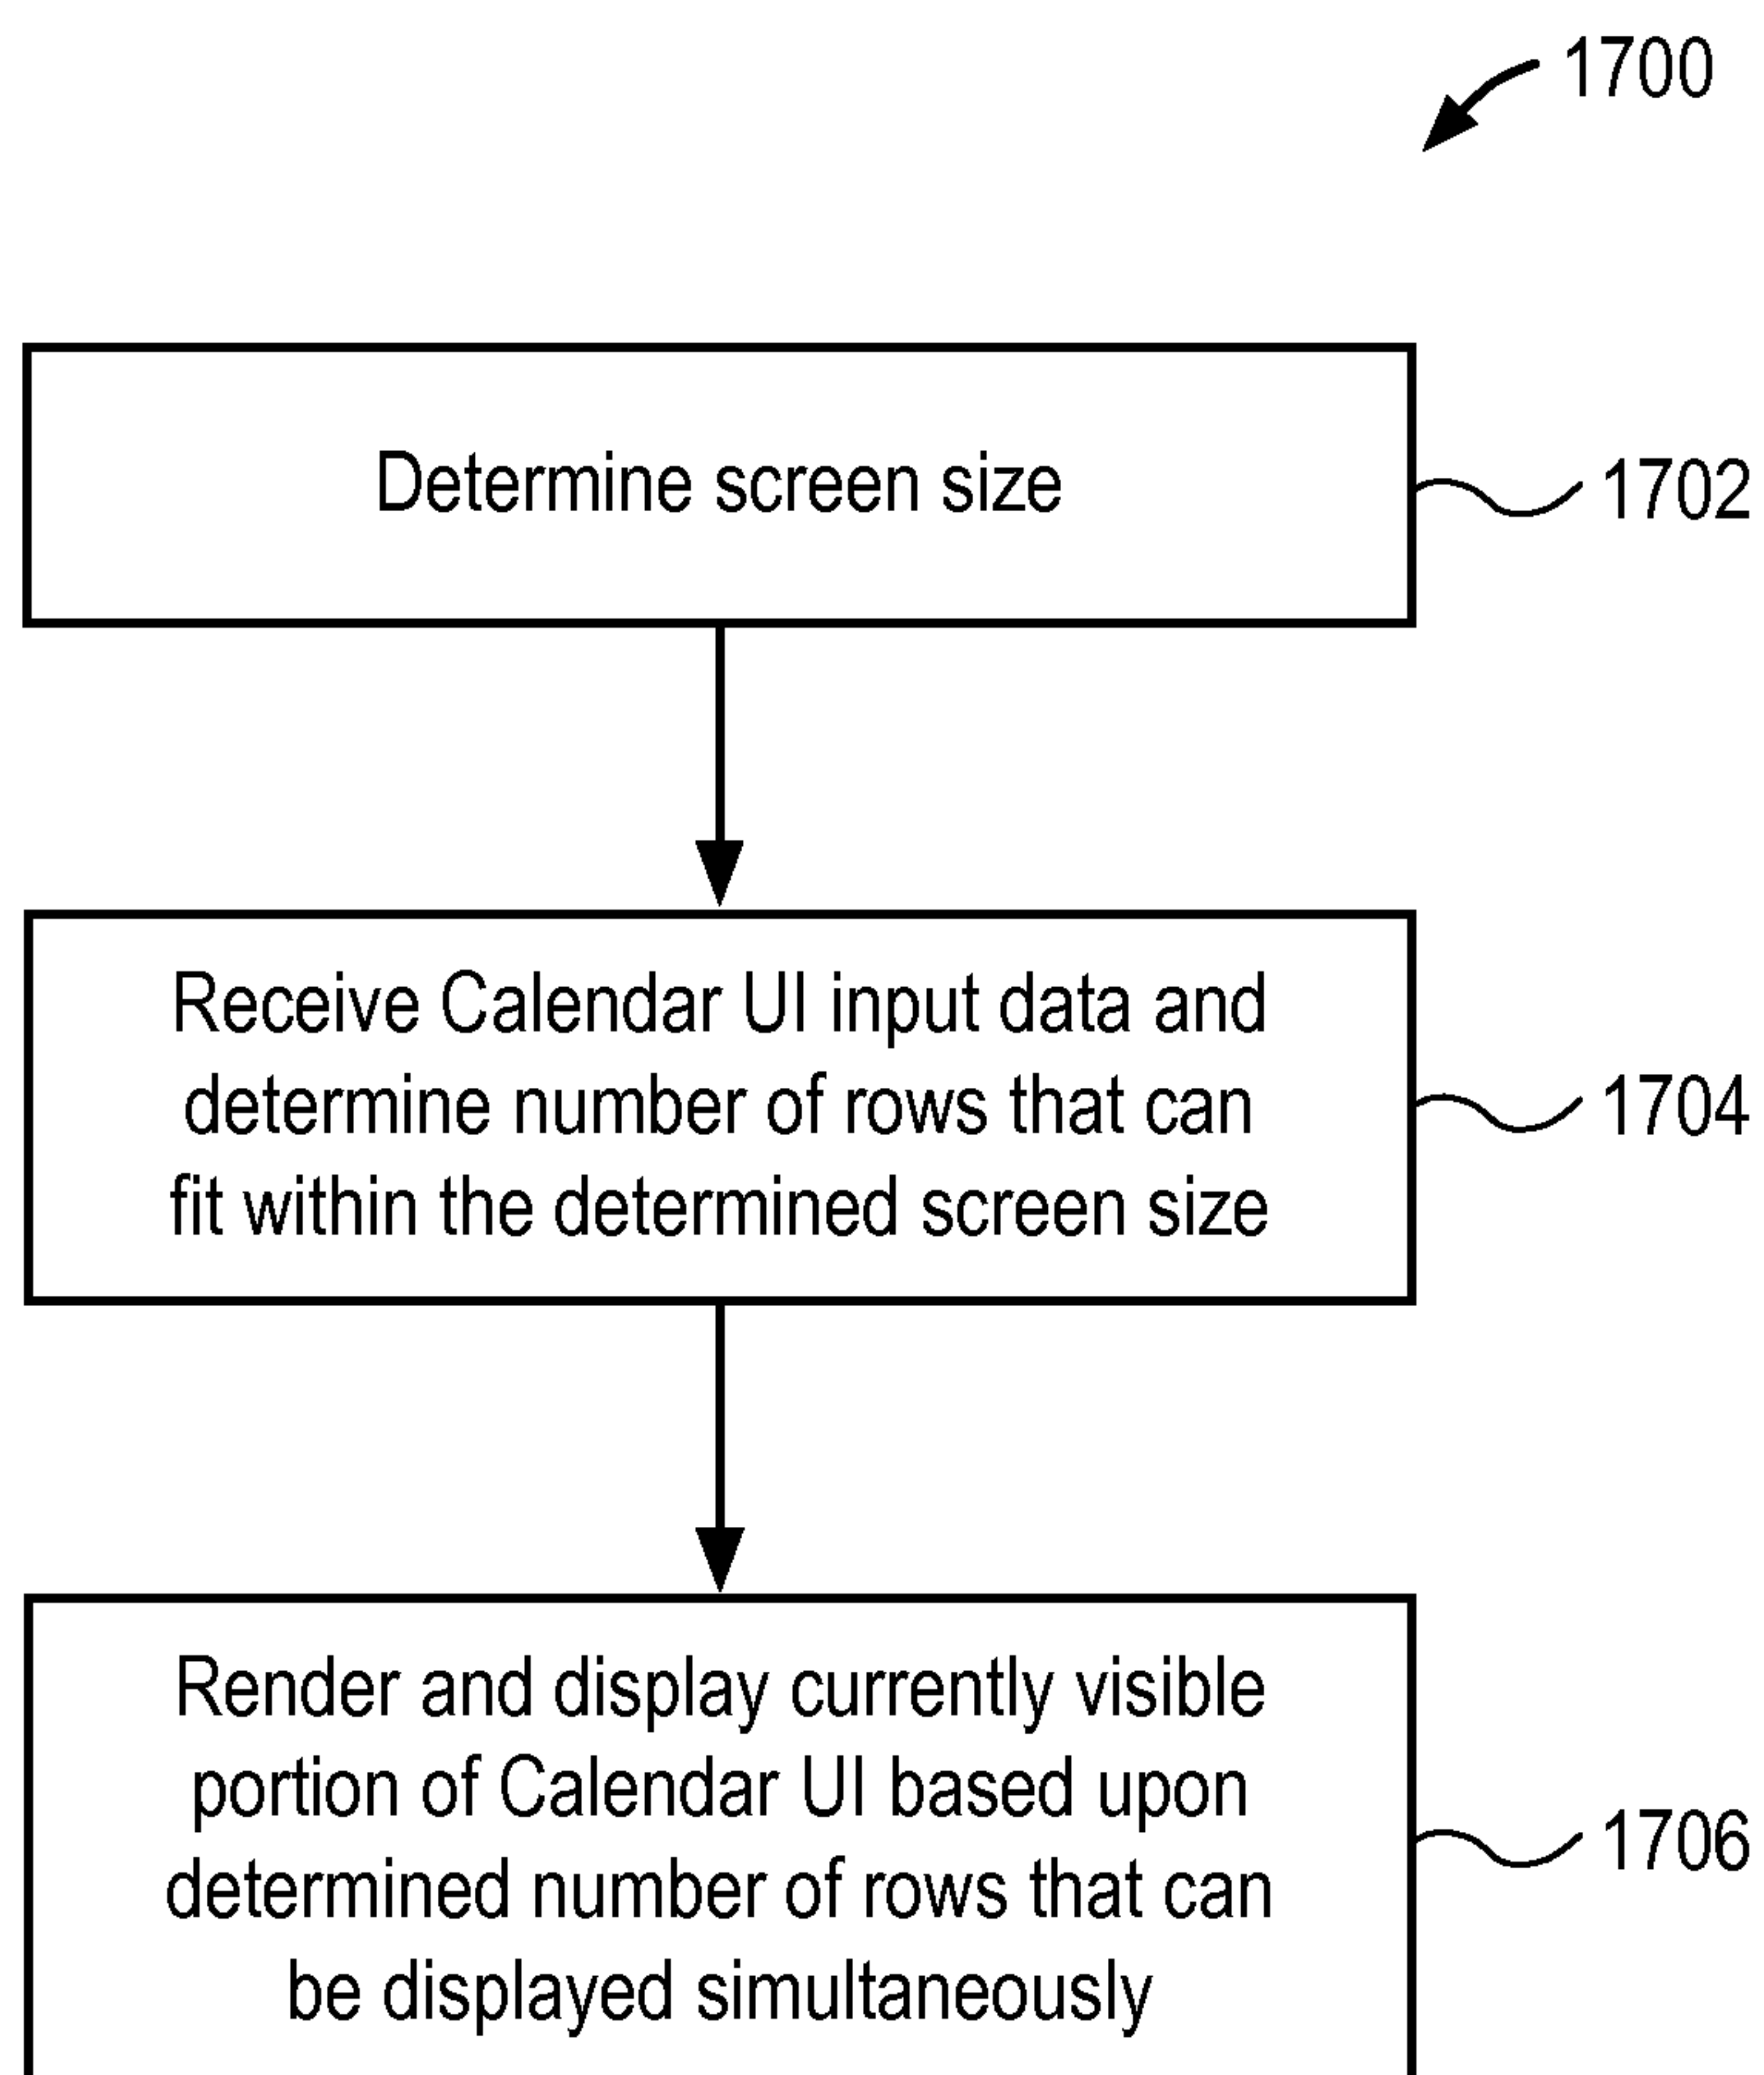 1700
Determine screen size
1702
Receive Calendar UI input data and
determine number of rows that can
fit within the determined screen size
1704
Render and display currently visible
portion of Calendar UI based upon
determined number of rows that can
be displayed simultaneously
1706